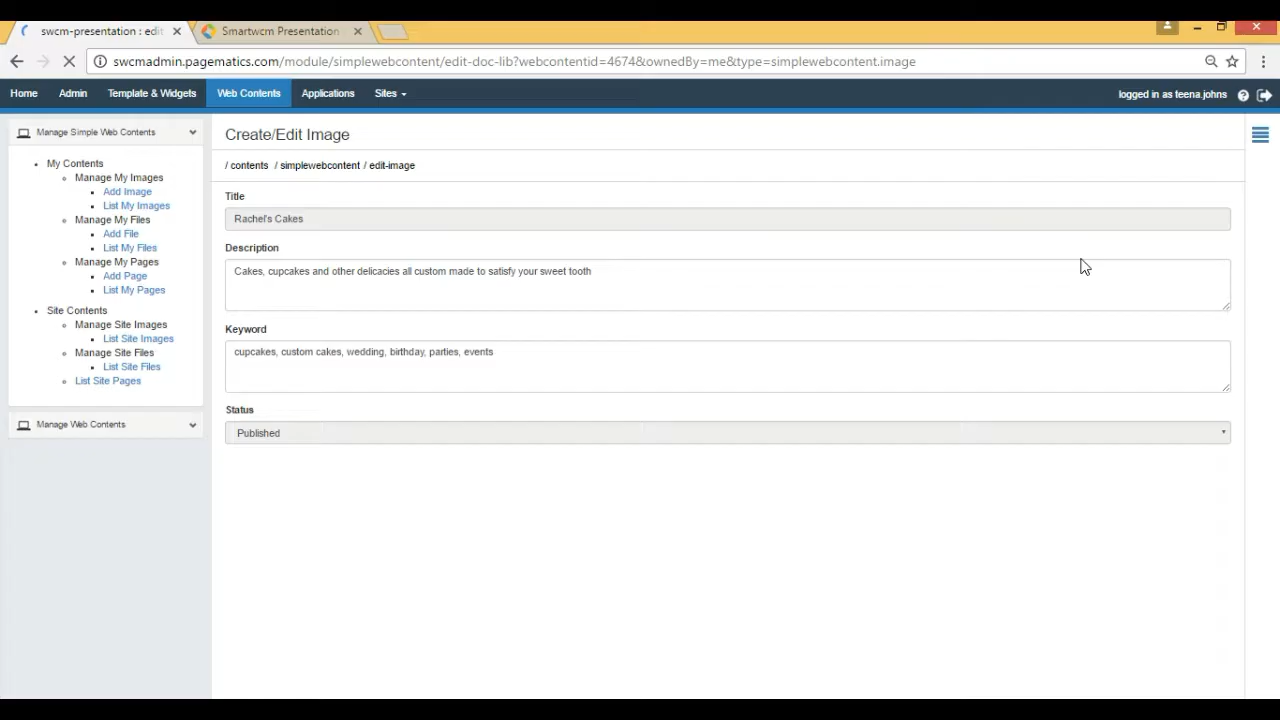 swcm-presentation : edit
Smartwcm Presentation
swcmadmin.pagematics.com/module/simplewebcontent/edit-doc-lib?webcontentid=4674&ownedBy=me&type=simplewebcontent.image
Home Admin Template & Widgets Web Contents Applications Sites logged in as teena.johns
Manage Simple Web Contents
My Contents
Manage My Images
Add Image
List My Images
Manage My Files
Add File
List My Files
Manage My Pages
Add Page
List My Pages
Site Contents
Manage Site Images
List Site Images
Manage Site Files
List Site Files
List Site Pages
Manage Web Contents
Create/Edit Image
/ contents / simplewebcontent / edit-image
Title
Rachel's Cakes
Description
Cakes, cupcakes and other delicacies all custom made to satisfy your sweet tooth
Keyword
cupcakes, custom cakes, wedding, birthday, parties, events
Status
Published